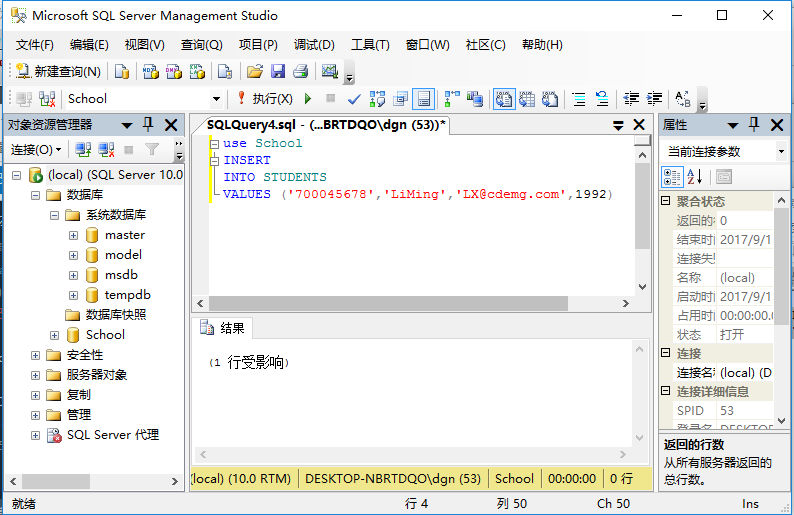 Microsoft SQL Server Management Studio
文件(F) 编辑(E) 视图(V) 查询(Q) 项目(P) 调试(D) 工具(T) 窗口(W) 社区(C) 帮助(H)
新建查询(N)
School 执行(X)
对象资源管理器
连接(O)
(local) (SQL Server 10.0
数据库
系统数据库
master
model
msdb
tempdb
数据库快照
School
安全性
服务器对象
复制
管理
SQL Server 代理
SQLQuery4.sql - (...BRTDQO\dgn (53))*
use School
INSERT
INTO STUDENTS
VALUES ('700045678','LiMing','LX@cdemg.com',1992)
结果
(1 行受影响)
(local) (10.0 RTM) DESKTOP-NBRTDQO\dgn (53) School 00:00:00 0 行
属性
当前连接参数
聚合状态
返回的 0
结束时间 2017/9/1
连接失
名称 (local)
启动时间 2017/9/1
占用时间 00:00:00.
状态 打开
连接
连接名 (local) (D
连接详细信息
SPID 53
登录名 DESKTOP
返回的行数
从所有服务器返回的
总行数。
就绪 行 4 列 50 Ch 50 Ins